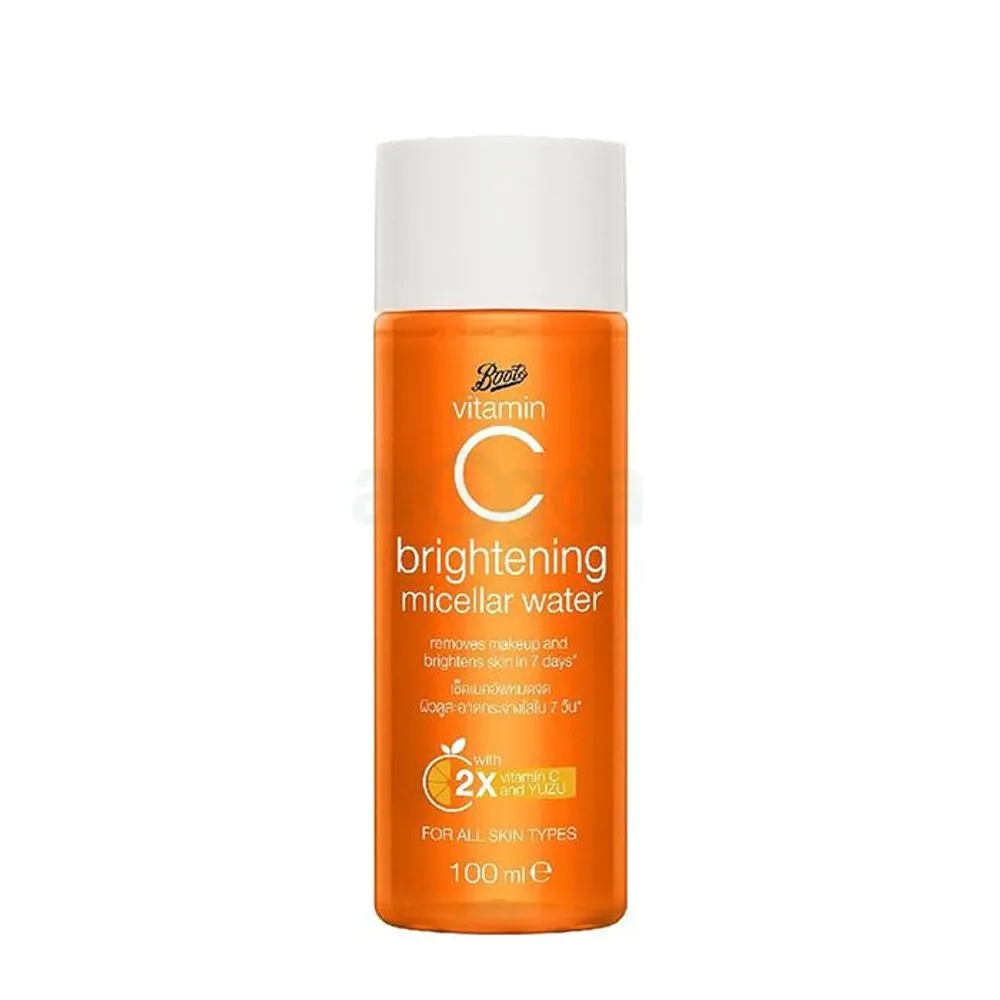 Boots
vitamin
C
brightening
micellar water
removes makeup and
brightens skin in 7 days*
เช็ดเมคอัพหมดจด
ผิวดูสะอาดกระจ่างใสใน 7 วัน*
with
2X vitamin C
and YUZU
FOR ALL SKIN TYPES
100 ml e